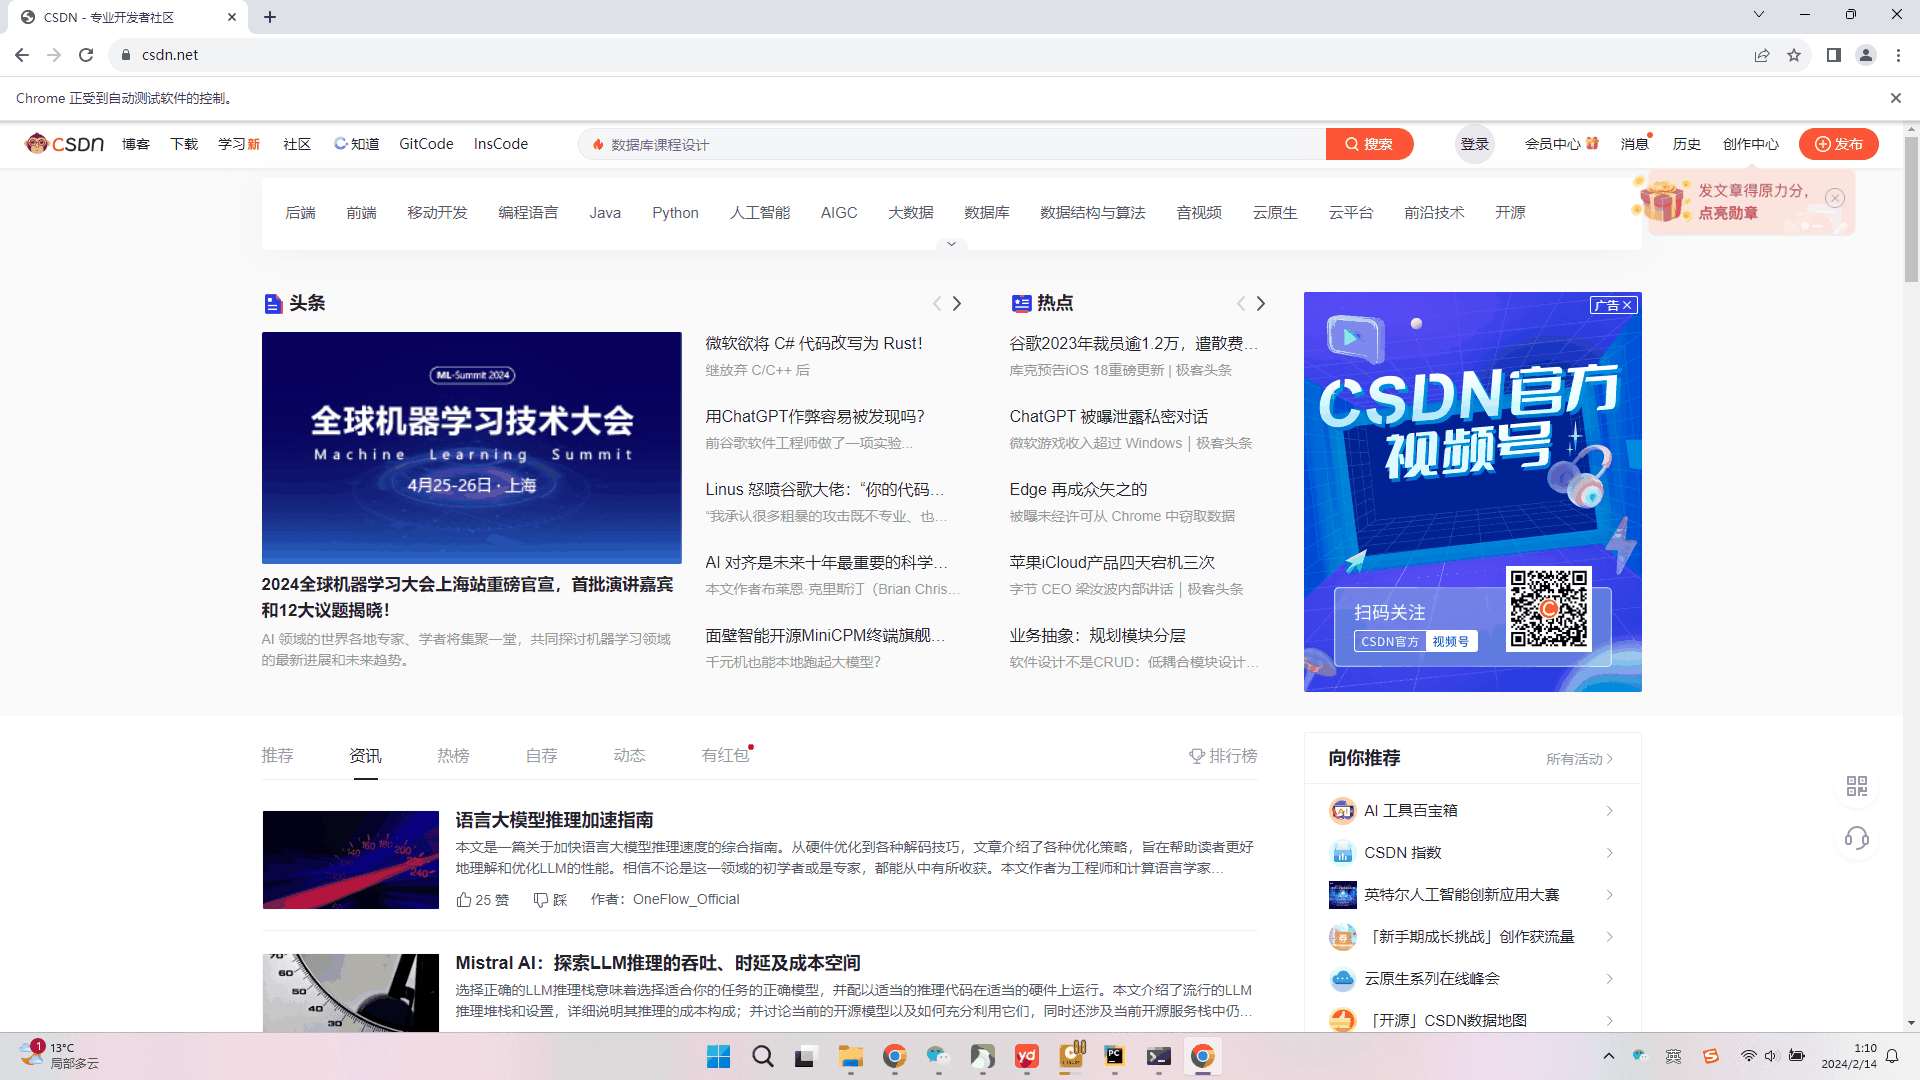 CSDN - 专业开发者社区
csdn.net
Chrome 正受到自动测试软件的控制。
CSDN 博客 下载 学习新 社区 C知道 GitCode InsCode
数据库课程设计 搜索
登录 会员中心 消息 历史 创作中心 发布
发文章得原力分，
点亮勋章
后端 前端 移动开发 编程语言 Java Python 人工智能 AIGC 大数据 数据库 数据结构与算法 音视频 云原生 云平台 前沿技术 开源
头条
ML-Summit 2024
全球机器学习技术大会
Machine Learning Summit
4月25-26日 · 上海
2024全球机器学习大会上海站重磅官宣，首批演讲嘉宾
和12大议题揭晓！
AI 领域的世界各地专家、学者将集聚一堂，共同探讨机器学习领域
的最新进展和未来趋势。
微软欲将 C# 代码改写为 Rust！
继放弃 C/C++ 后
用ChatGPT作弊容易被发现吗？
前谷歌软件工程师做了一项实验...
Linus 怒喷谷歌大佬：“你的代码…
“我承认很多粗暴的攻击既不专业、也…
AI 对齐是未来十年最重要的科学…
本文作者布莱恩·克里斯汀（Brian Chris…
面壁智能开源MiniCPM终端旗舰…
千元机也能本地跑起大模型？
热点
谷歌2023年裁员逾1.2万，遣散费…
库克预告iOS 18重磅更新 | 极客头条
ChatGPT 被曝泄露私密对话
微软游戏收入超过 Windows｜极客头条
Edge 再成众矢之的
被曝未经许可从 Chrome 中窃取数据
苹果iCloud产品四天宕机三次
字节 CEO 梁汝波内部讲话｜极客头条
业务抽象：规划模块分层
软件设计不是CRUD：低耦合模块设计…
广告
CSDN官方
视频号
扫码关注
CSDN官方 视频号
推荐 资讯 热榜 自荐 动态 有红包 排行榜
140 160 180 200
220
240
语言大模型推理加速指南
本文是一篇关于加快语言大模型推理速度的综合指南。从硬件优化到各种解码技巧，文章介绍了各种优化策略，旨在帮助读者更好
地理解和优化LLM的性能。相信不论是这一领域的初学者或是专家，都能从中有所收获。本文作者为工程师和计算语言学家…
25 赞 踩 作者：OneFlow_Official
70
60
50
40
30
Mistral AI：探索LLM推理的吞吐、时延及成本空间
选择正确的LLM推理栈意味着选择适合你的任务的正确模型，并配以适当的推理代码在适当的硬件上运行。本文介绍了流行的LLM
推理堆栈和设置，详细说明其推理的成本构成；并讨论当前的开源模型以及如何充分利用它们，同时还涉及当前开源服务栈中仍…
向你推荐 所有活动
AI 工具百宝箱
CSDN 指数
英特尔人工智能创新应用大赛
「新手期成长挑战」创作获流量
云原生系列在线峰会
「开源」CSDN数据地图
1
13°C
局部多云
yd
PC
英
1:10
2024/2/14